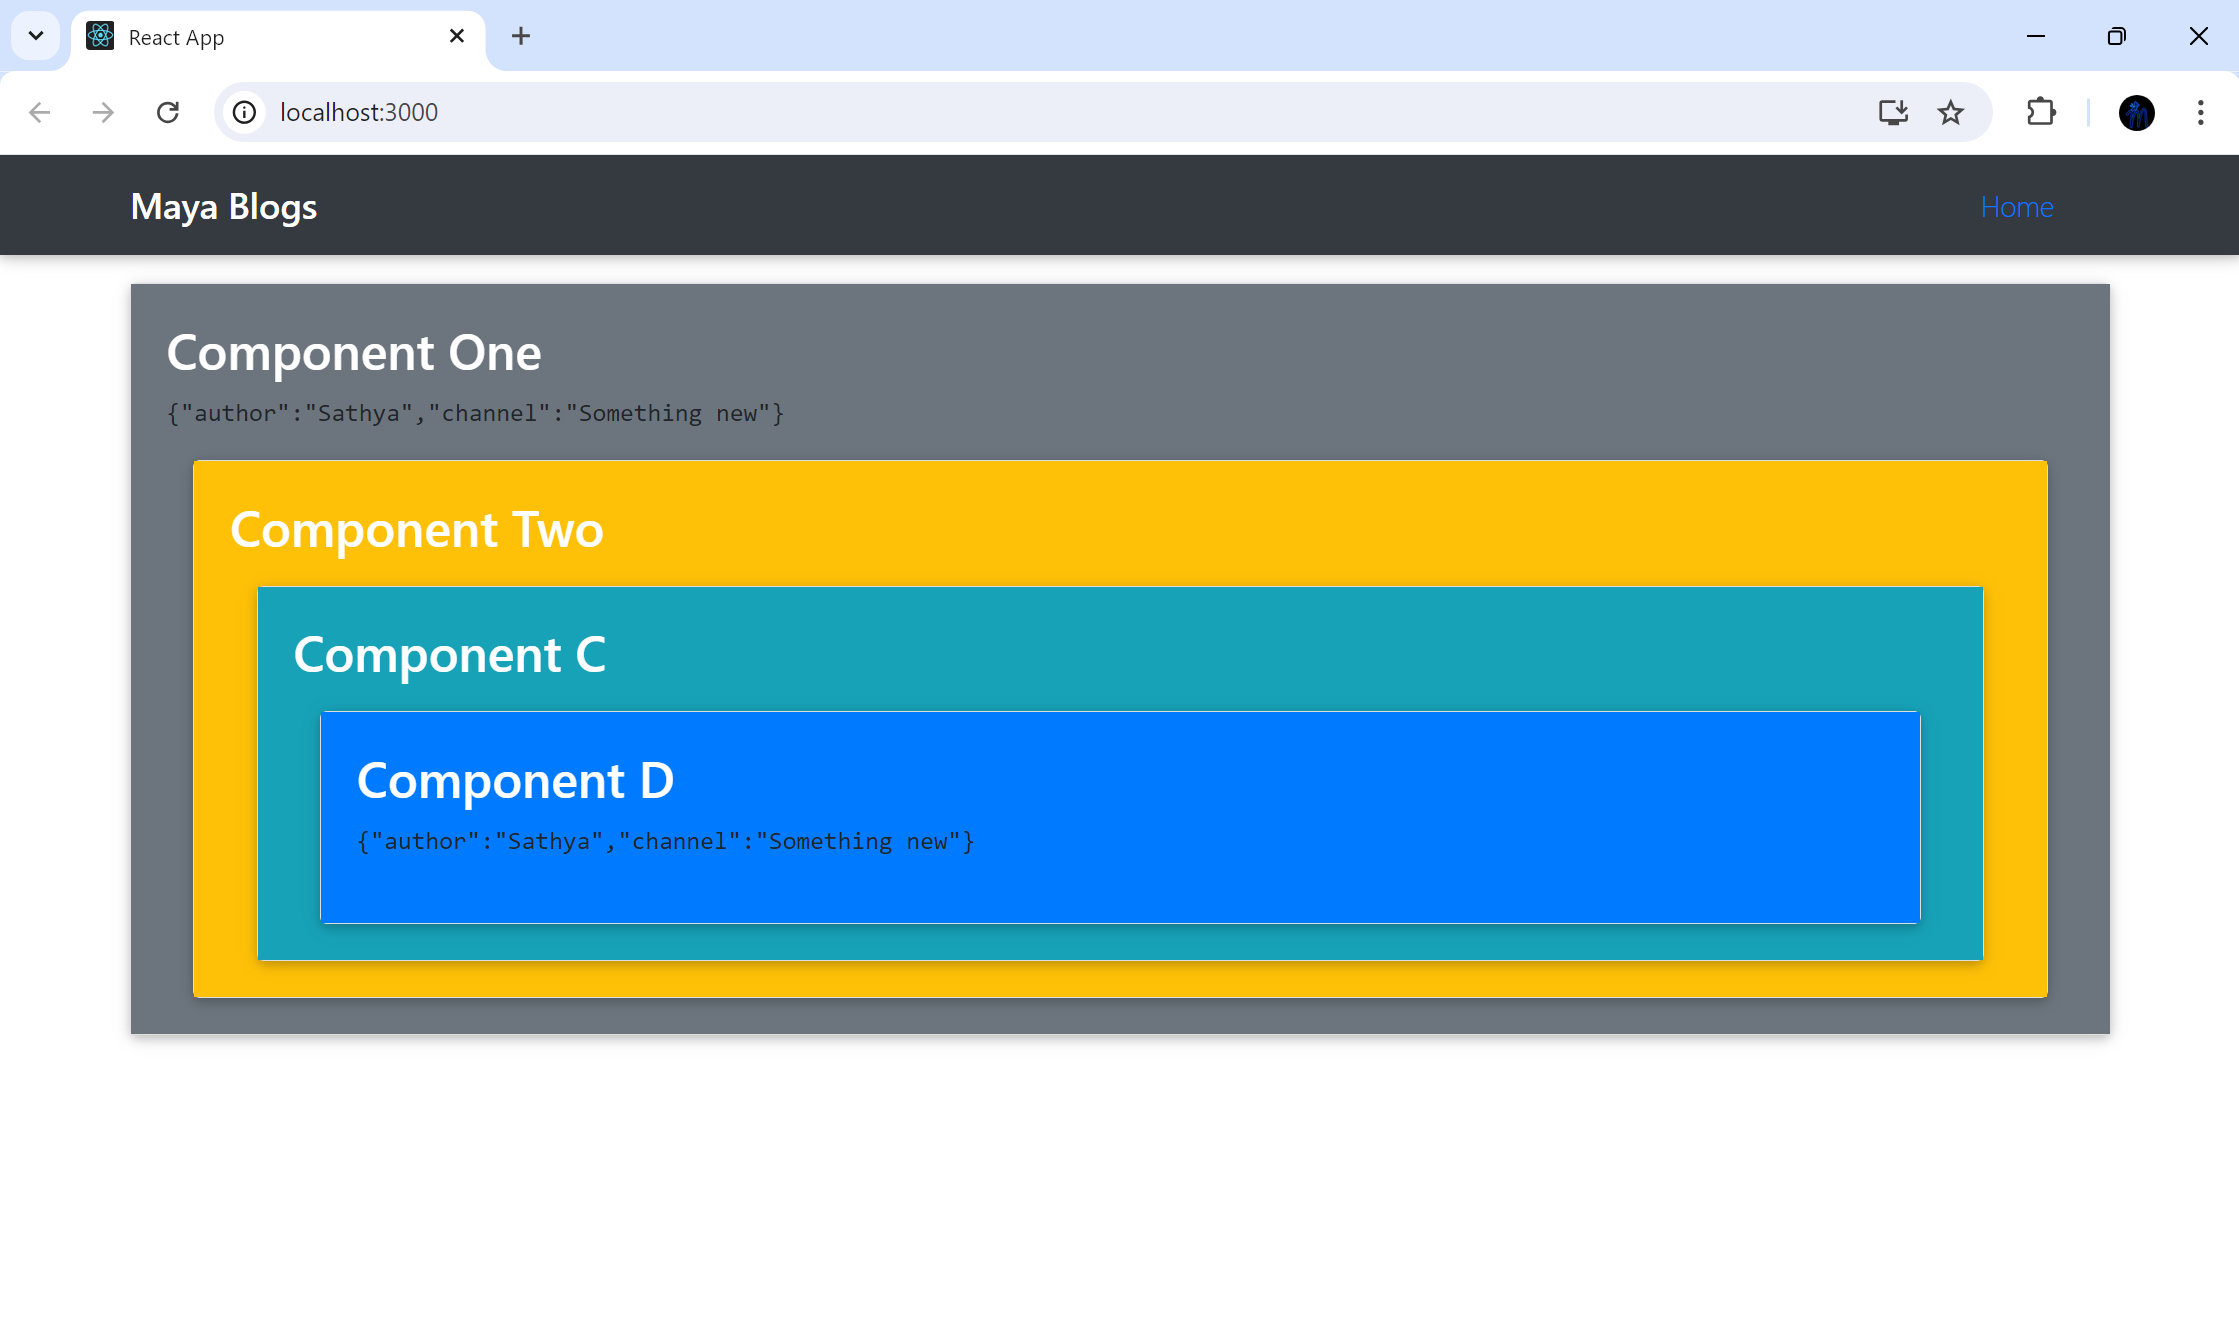 React App
localhost:3000
Maya Blogs
Home
Component One
{"author":"Sathya","channel":"Something new"}
Component Two
Component C
Component D
{"author":"Sathya","channel":"Something new"}